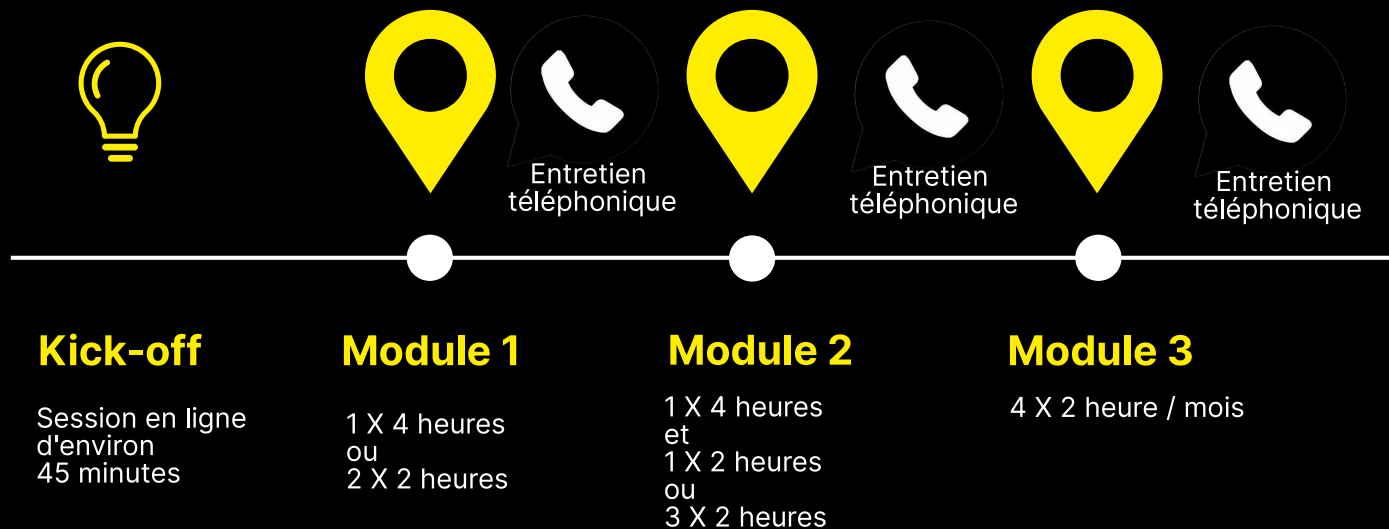 Entretien
téléphonique
Entretien
téléphonique
Entretien
téléphonique
Kick-off
Session en ligne
d'environ
45 minutes
Module 1
1 X 4 heures
ou
2 X 2 heures
Module 2
1 X 4 heures
et
1 X 2 heures
ou
3 X 2 heures
Module 3
4 X 2 heure / mois